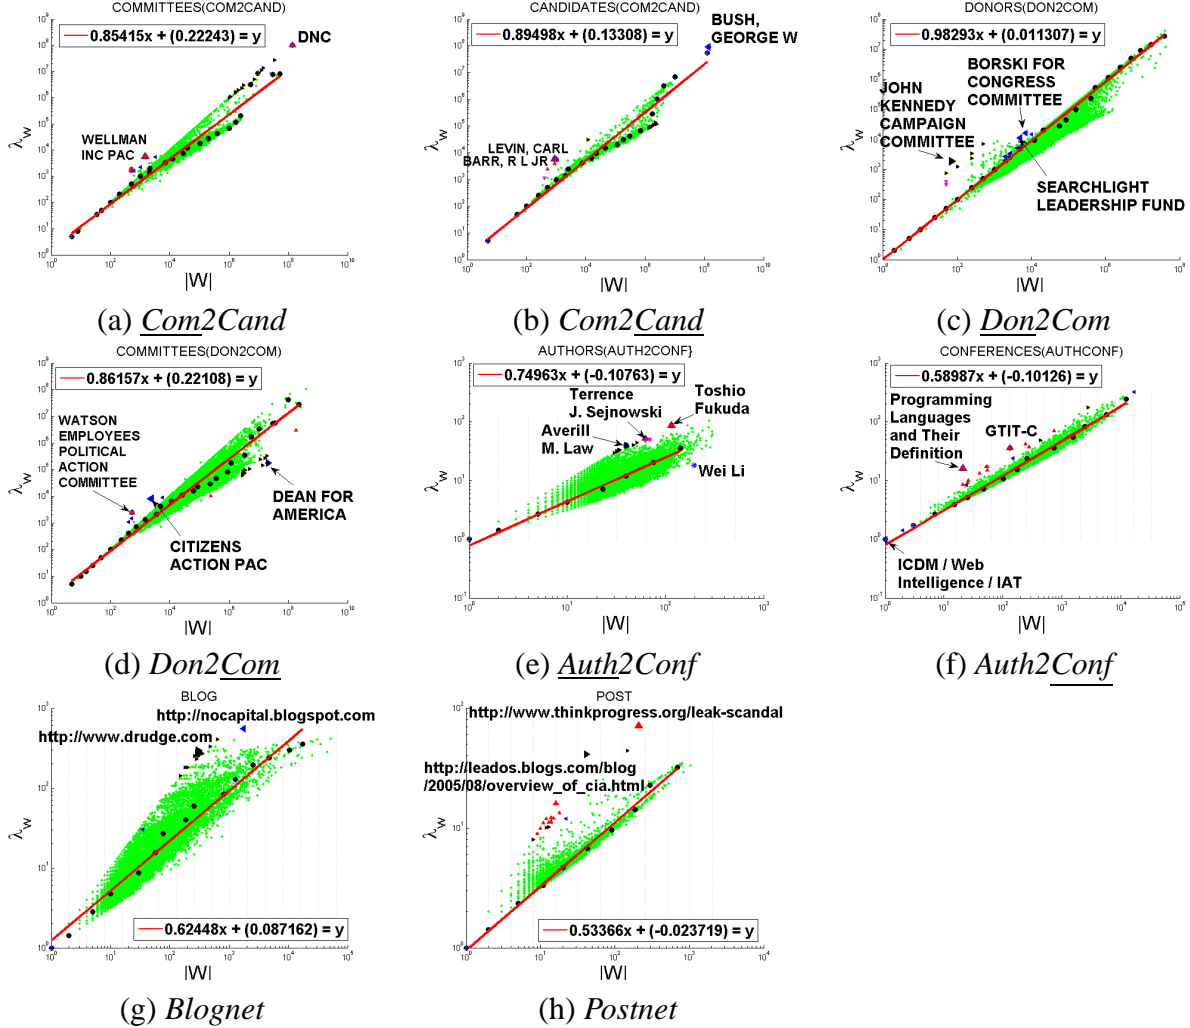 COMMITTEES(COM2CAND)
0.85415x + (0.22243) = y
DNC
WELLMAN
INC PAC
λw
|W|
(a) Com2Cand
CANDIDATES(COM2CAND)
0.89498x + (0.13308) = y
BUSH,
GEORGE W
LEVIN, CARL
BARR, R L JR
λw
|W|
(b) Com2Cand
DONORS(DON2COM)
0.98293x + (0.011307) = y
BORSKI FOR
CONGRESS
COMMITTEE
JOHN
KENNEDY
CAMPAIGN
COMMITTEE
SEARCHLIGHT
LEADERSHIP FUND
λw
|W|
(c) Don2Com
COMMITTEES(DON2COM)
0.86157x + (0.22108) = y
WATSON
EMPLOYEES
POLITICAL
ACTION
COMMITTEE
DEAN FOR
AMERICA
CITIZENS
ACTION PAC
λw
|W|
(d) Don2Com
AUTHORS(AUTH2CONF}
0.74963x + (-0.10763) = y
Terrence
J. Sejnowski
Toshio
Fukuda
Averill
M. Law
Wei Li
λw
|W|
(e) Auth2Conf
CONFERENCES(AUTHCONF)
0.58987x + (-0.10126) = y
Programming
Languages
and Their
Definition
GTIT-C
ICDM / Web
Intelligence / IAT
λw
|W|
(f) Auth2Conf
BLOG
http://nocapital.blogspot.com
http://www.drudge.com
λw
0.62448x + (0.087162) = y
|W|
(g) Blognet
POST
http://www.thinkprogress.org/leak-scandal
http://leados.blogs.com/blog
/2005/08/overview_of_cia.html
λw
0.53366x + (-0.023719) = y
|W|
(h) Postnet